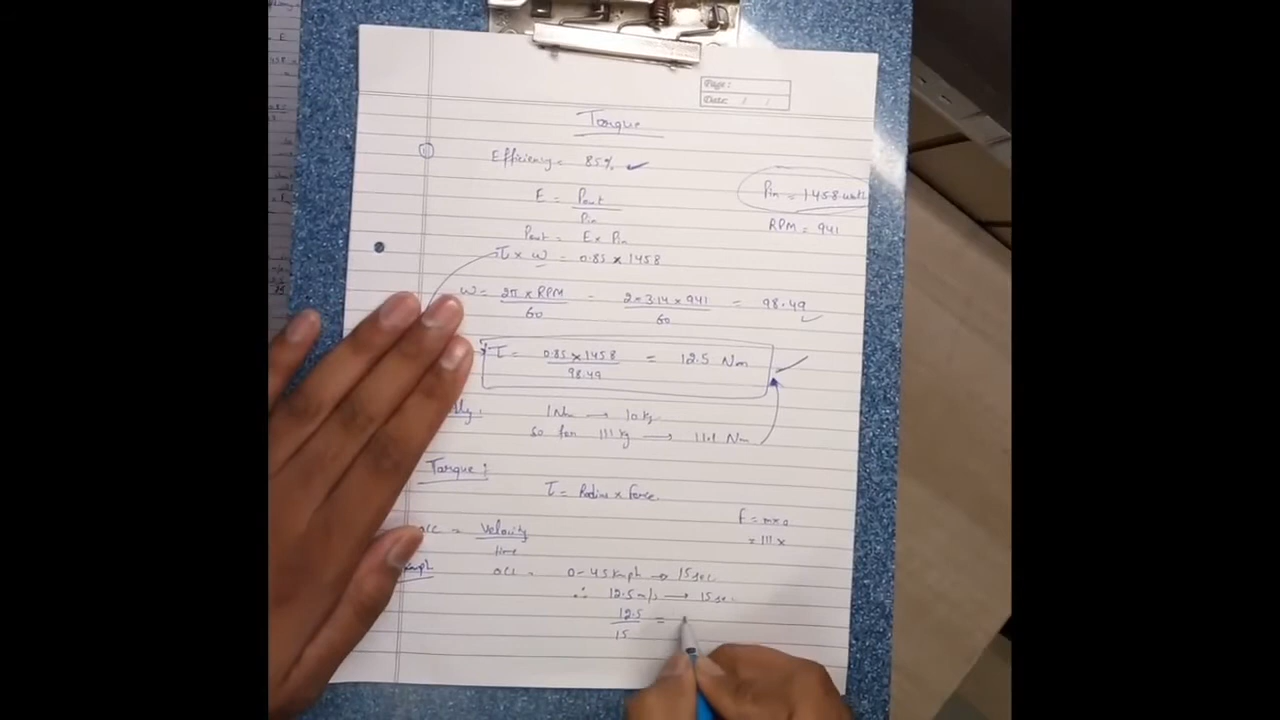 Page :
Date: / /
Torque
Efficiency = 85%
E = Pout / Pin
Pin = 1458 watt
RPM = 941
Pout = E × Pin
τ × ω = 0.85 × 1458
ω = 2π × RPM / 60 = 2 × 3.14 × 941 / 60 = 98.49
τ = 0.85 × 1458 / 98.49 = 12.5 Nm
1 Nm → 10 kg
So for 111 kg → 11.1 Nm
Torque :
τ = Radius × Force.
F = m × a
= 111 ×
acc = Velocity / time
acc = 0-45 kmph → 15 sec
∴ 12.5 m/s → 15 sec
12.5 / 15 =